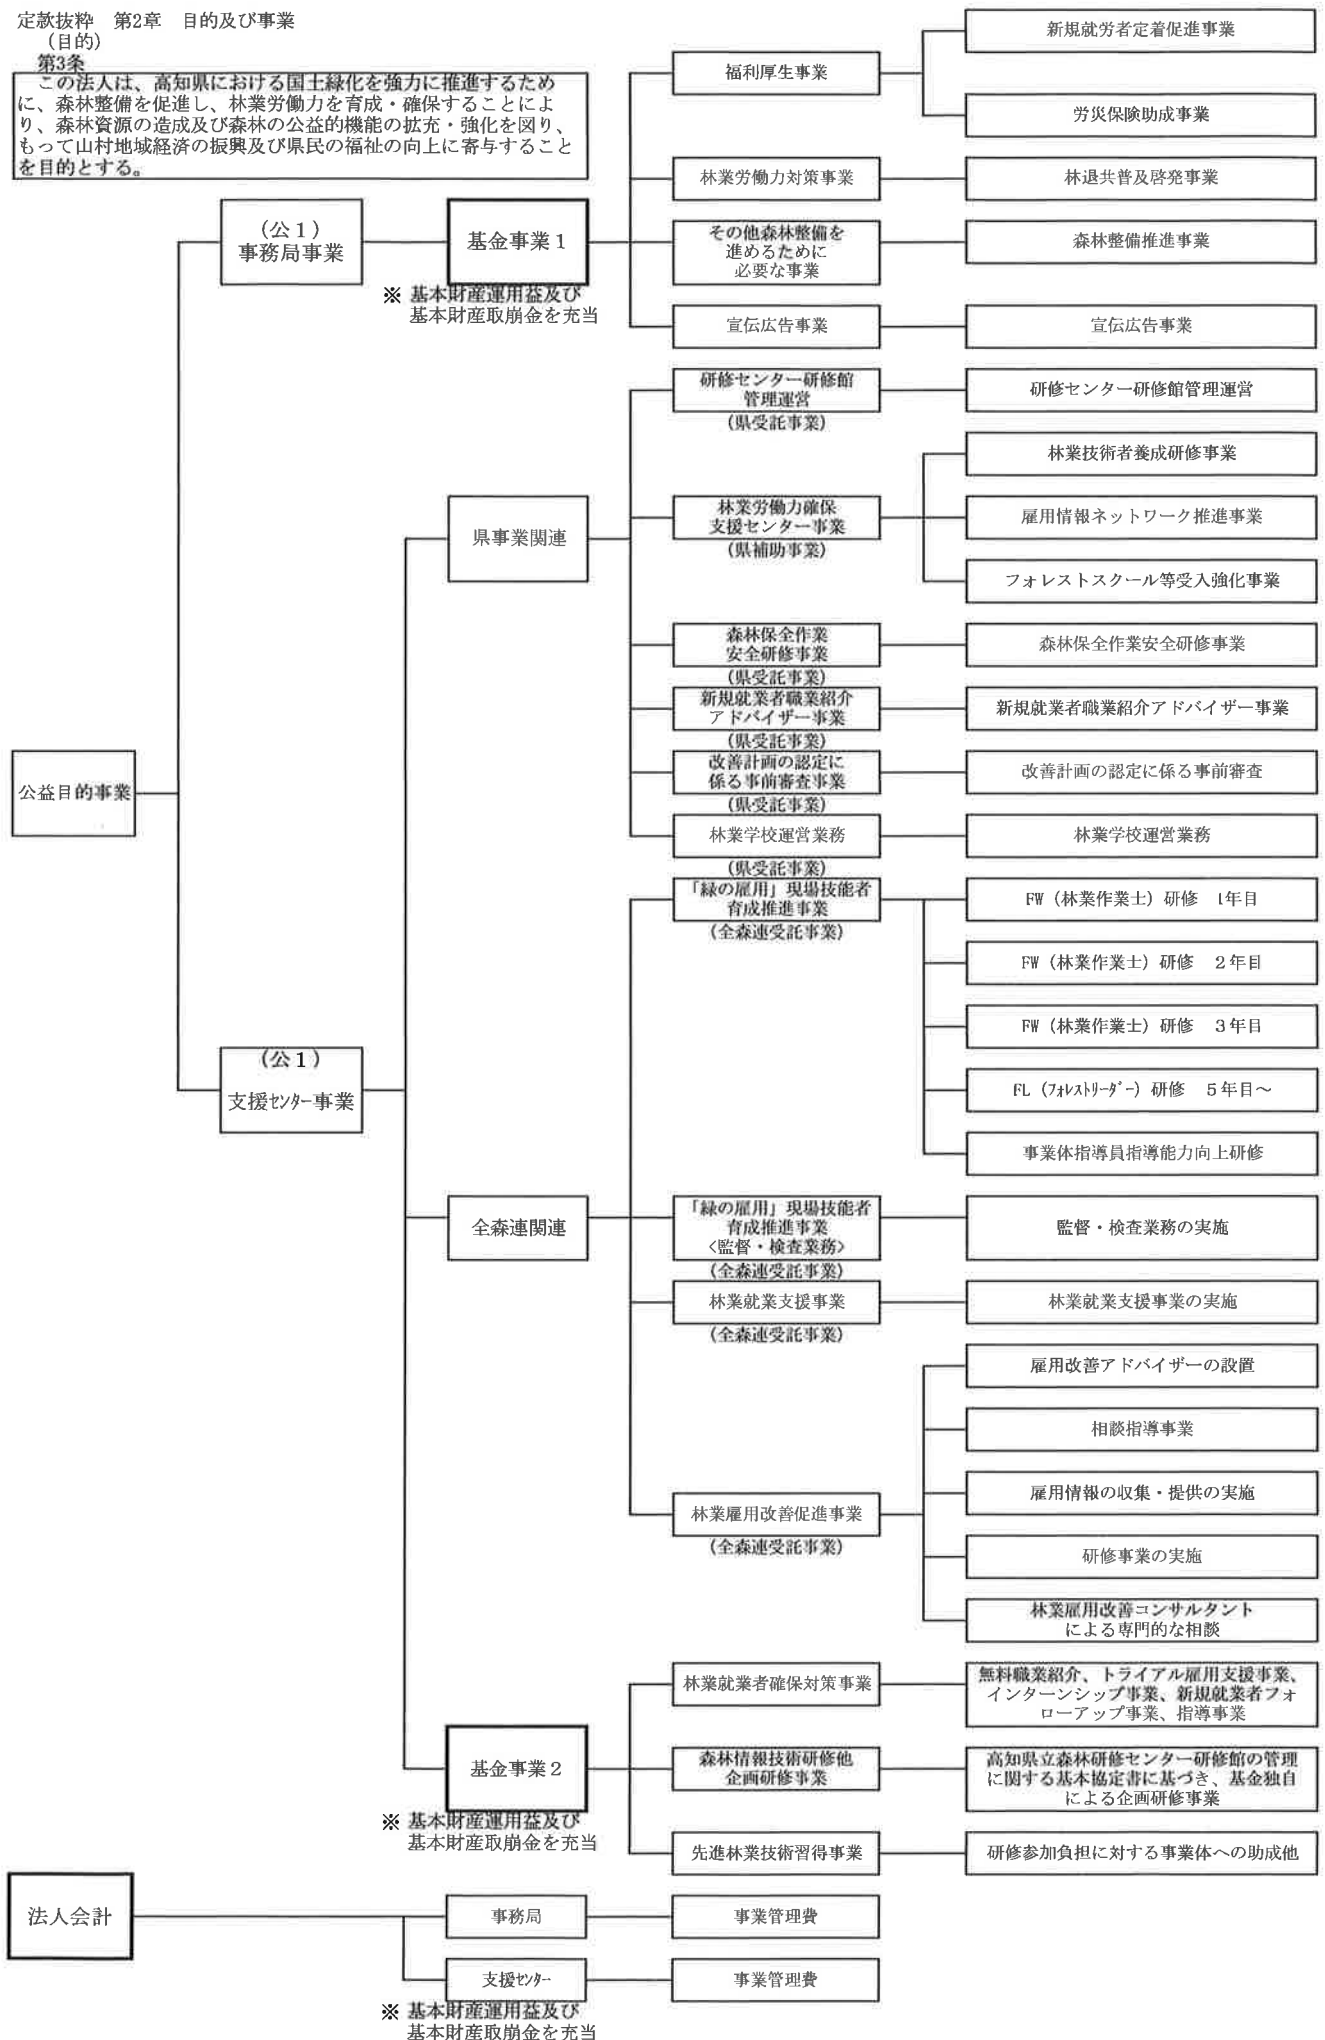 定款抜粋　第2章　目的及び事業
（目的）
第3条
この法人は、高知県における国土緑化を強力に推進するため
に、森林整備を促進し、林業労働力を育成・確保することによ
り、森林資源の造成及び森林の公益的機能の拡充・強化を図り、
もって山村地域経済の振興及び県民の福祉の向上に寄与すること
を目的とする。
公益目的事業
（公１）
事務局事業
基金事業１
※ 基本財産運用益及び
基本財産取崩金を充当
福利厚生事業
新規就労者定着促進事業
労災保険助成事業
林業労働力対策事業
林退共普及啓発事業
その他森林整備を
進めるために
必要な事業
森林整備推進事業
宣伝広告事業
宣伝広告事業
（公１）
支援ｾﾝﾀｰ事業
県事業関連
研修センター研修館
管理運営
（県受託事業）
研修センター研修館管理運営
林業労働力確保
支援センター事業
（県補助事業）
林業技術者養成研修事業
雇用情報ネットワーク推進事業
フォレストスクール等受入強化事業
森林保全作業
安全研修事業
（県受託事業）
森林保全作業安全研修事業
新規就業者職業紹介
アドバイザー事業
（県受託事業）
新規就業者職業紹介アドバイザー事業
改善計画の認定に
係る事前審査事業
（県受託事業）
改善計画の認定に係る事前審査
林業学校運営業務
（県受託事業）
林業学校運営業務
全森連関連
「緑の雇用」現場技能者
育成推進事業
（全森連受託事業）
FW（林業作業士）研修　1年目
FW（林業作業士）研修　２年目
FW（林業作業士）研修　３年目
FL（ﾌｫﾚｽﾄﾘｰﾀﾞｰ）研修　５年目～
事業体指導員指導能力向上研修
「緑の雇用」現場技能者
育成推進事業
<監督・検査業務>
（全森連受託事業）
監督・検査業務の実施
林業就業支援事業
（全森連受託事業）
林業就業支援事業の実施
林業雇用改善促進事業
（全森連受託事業）
雇用改善アドバイザーの設置
相談指導事業
雇用情報の収集・提供の実施
研修事業の実施
林業雇用改善コンサルタント
による専門的な相談
基金事業２
※ 基本財産運用益及び
基本財産取崩金を充当
林業就業者確保対策事業
無料職業紹介、トライアル雇用支援事業、
インターンシップ事業、新規就業者フォ
ローアップ事業、指導事業
森林情報技術研修他
企画研修事業
高知県立森林研修センター研修館の管理
に関する基本協定書に基づき、基金独自
による企画研修事業
先進林業技術習得事業
研修参加負担に対する事業体への助成他
法人会計
事務局
事業管理費
支援ｾﾝﾀｰ
事業管理費
※ 基本財産運用益及び
基本財産取崩金を充当